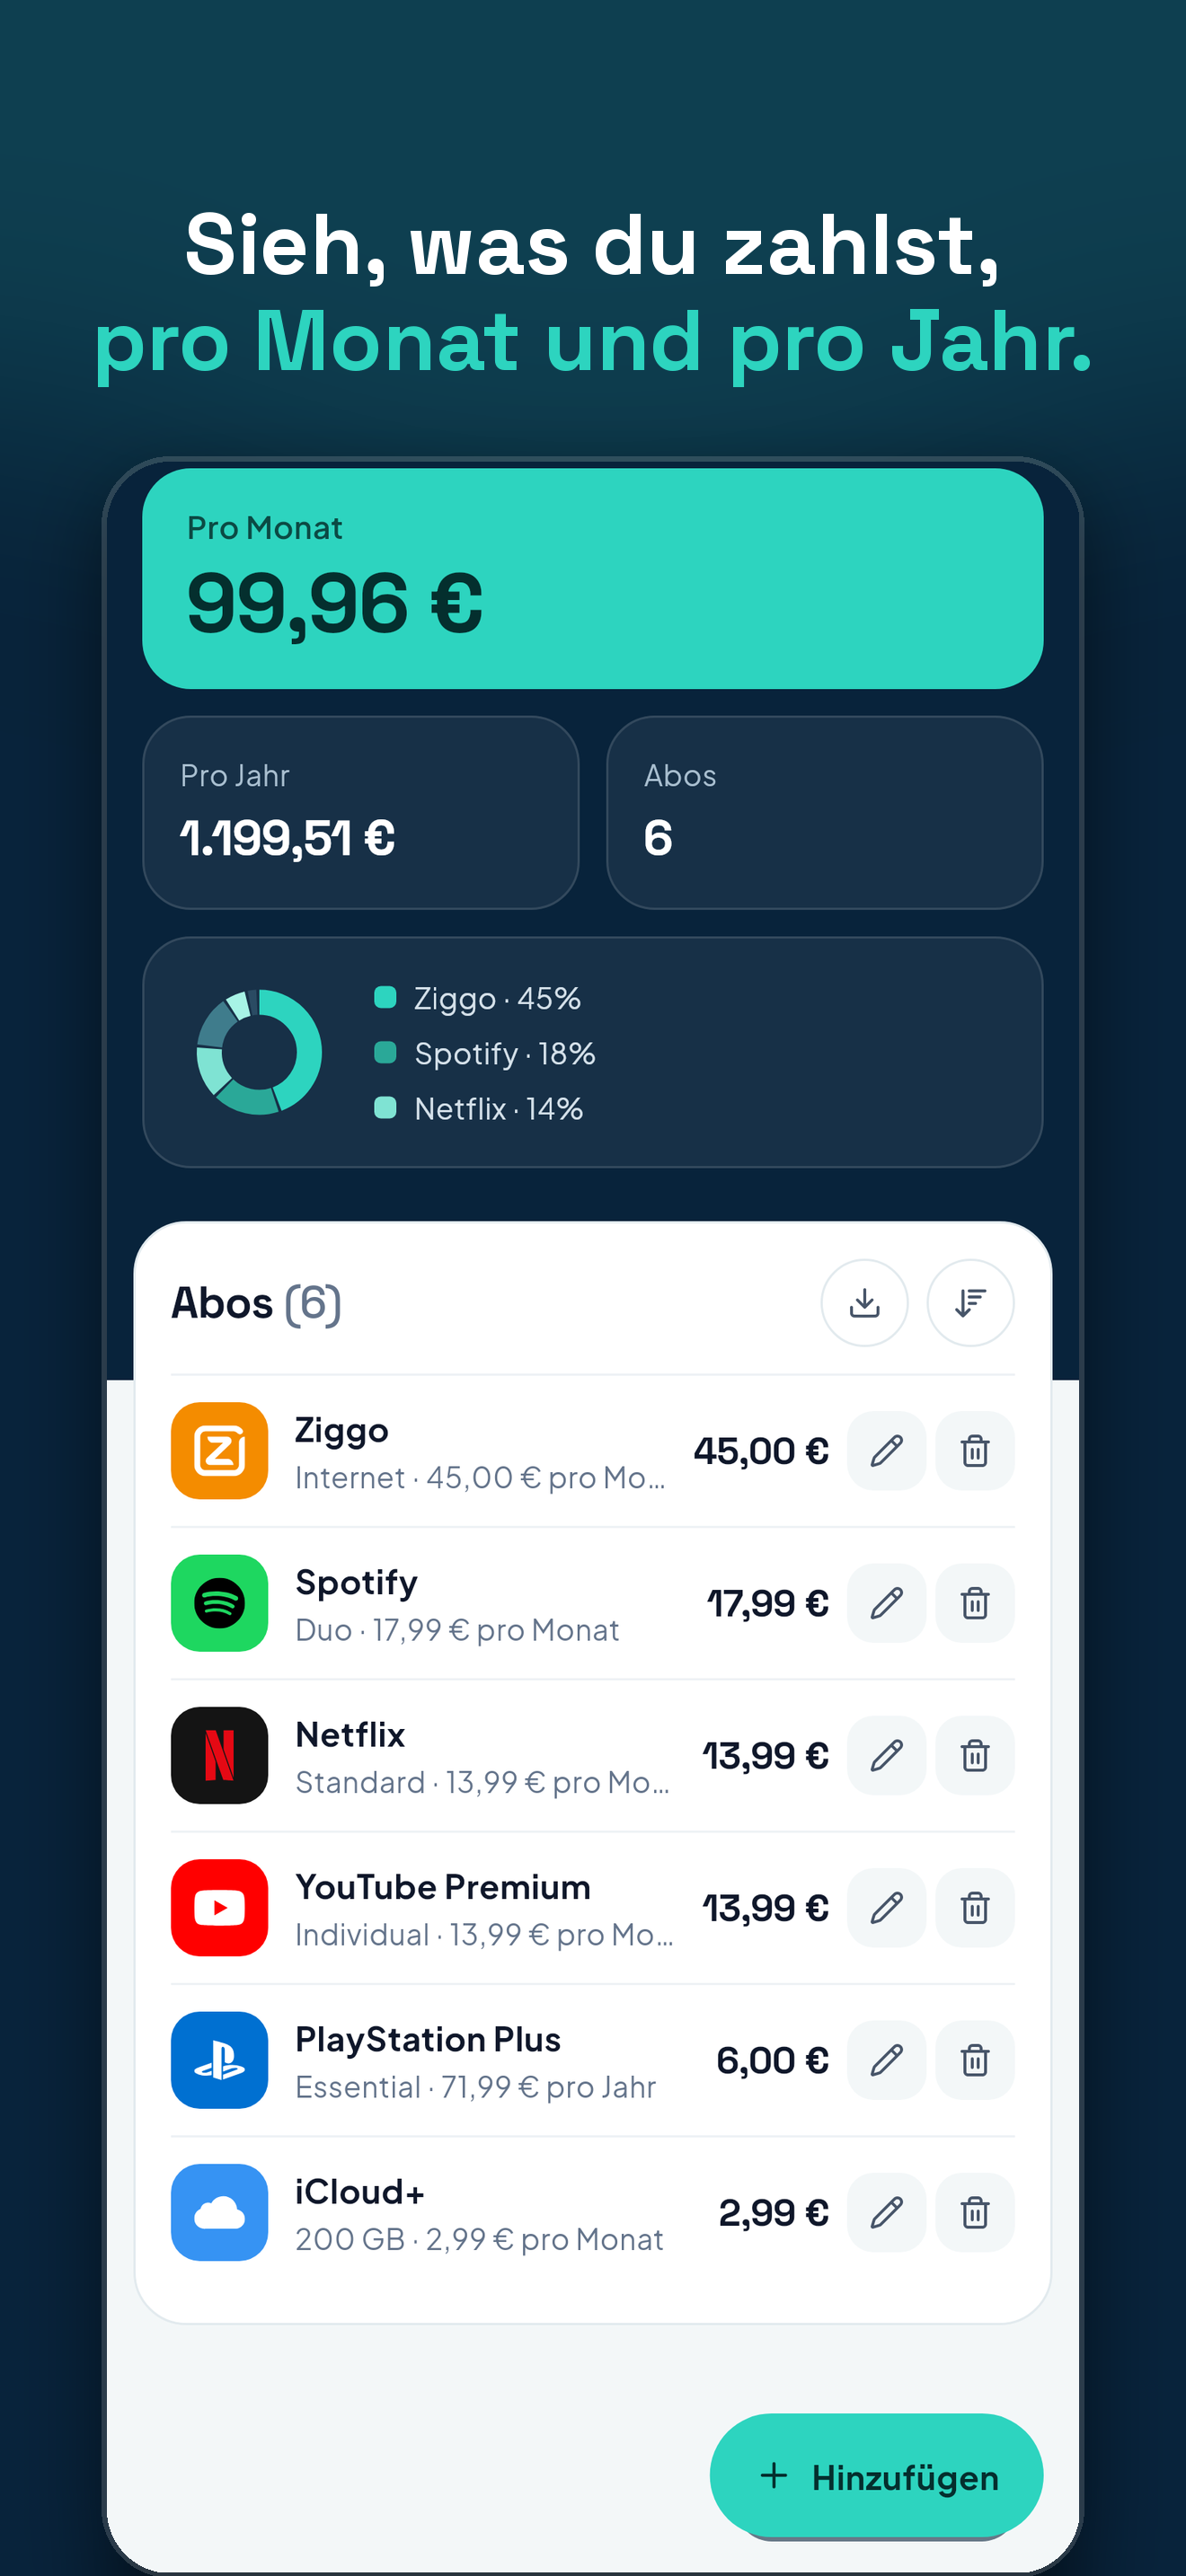 Sieh, was du zahlst,
pro Monat und pro Jahr.
Pro Monat
99,96 €
Pro Jahr
1.199,51 €
Abos
6
Ziggo · 45%
Spotify · 18%
Netflix · 14%
Abos (6)
Ziggo
Internet · 45,00 € pro Mo...
45,00 €
Spotify
Duo · 17,99 € pro Monat
17,99 €
Netflix
Standard · 13,99 € pro Mo...
13,99 €
YouTube Premium
Individual · 13,99 € pro Mo...
13,99 €
PlayStation Plus
Essential · 71,99 € pro Jahr
6,00 €
iCloud+
200 GB · 2,99 € pro Monat
2,99 €
+ Hinzufügen